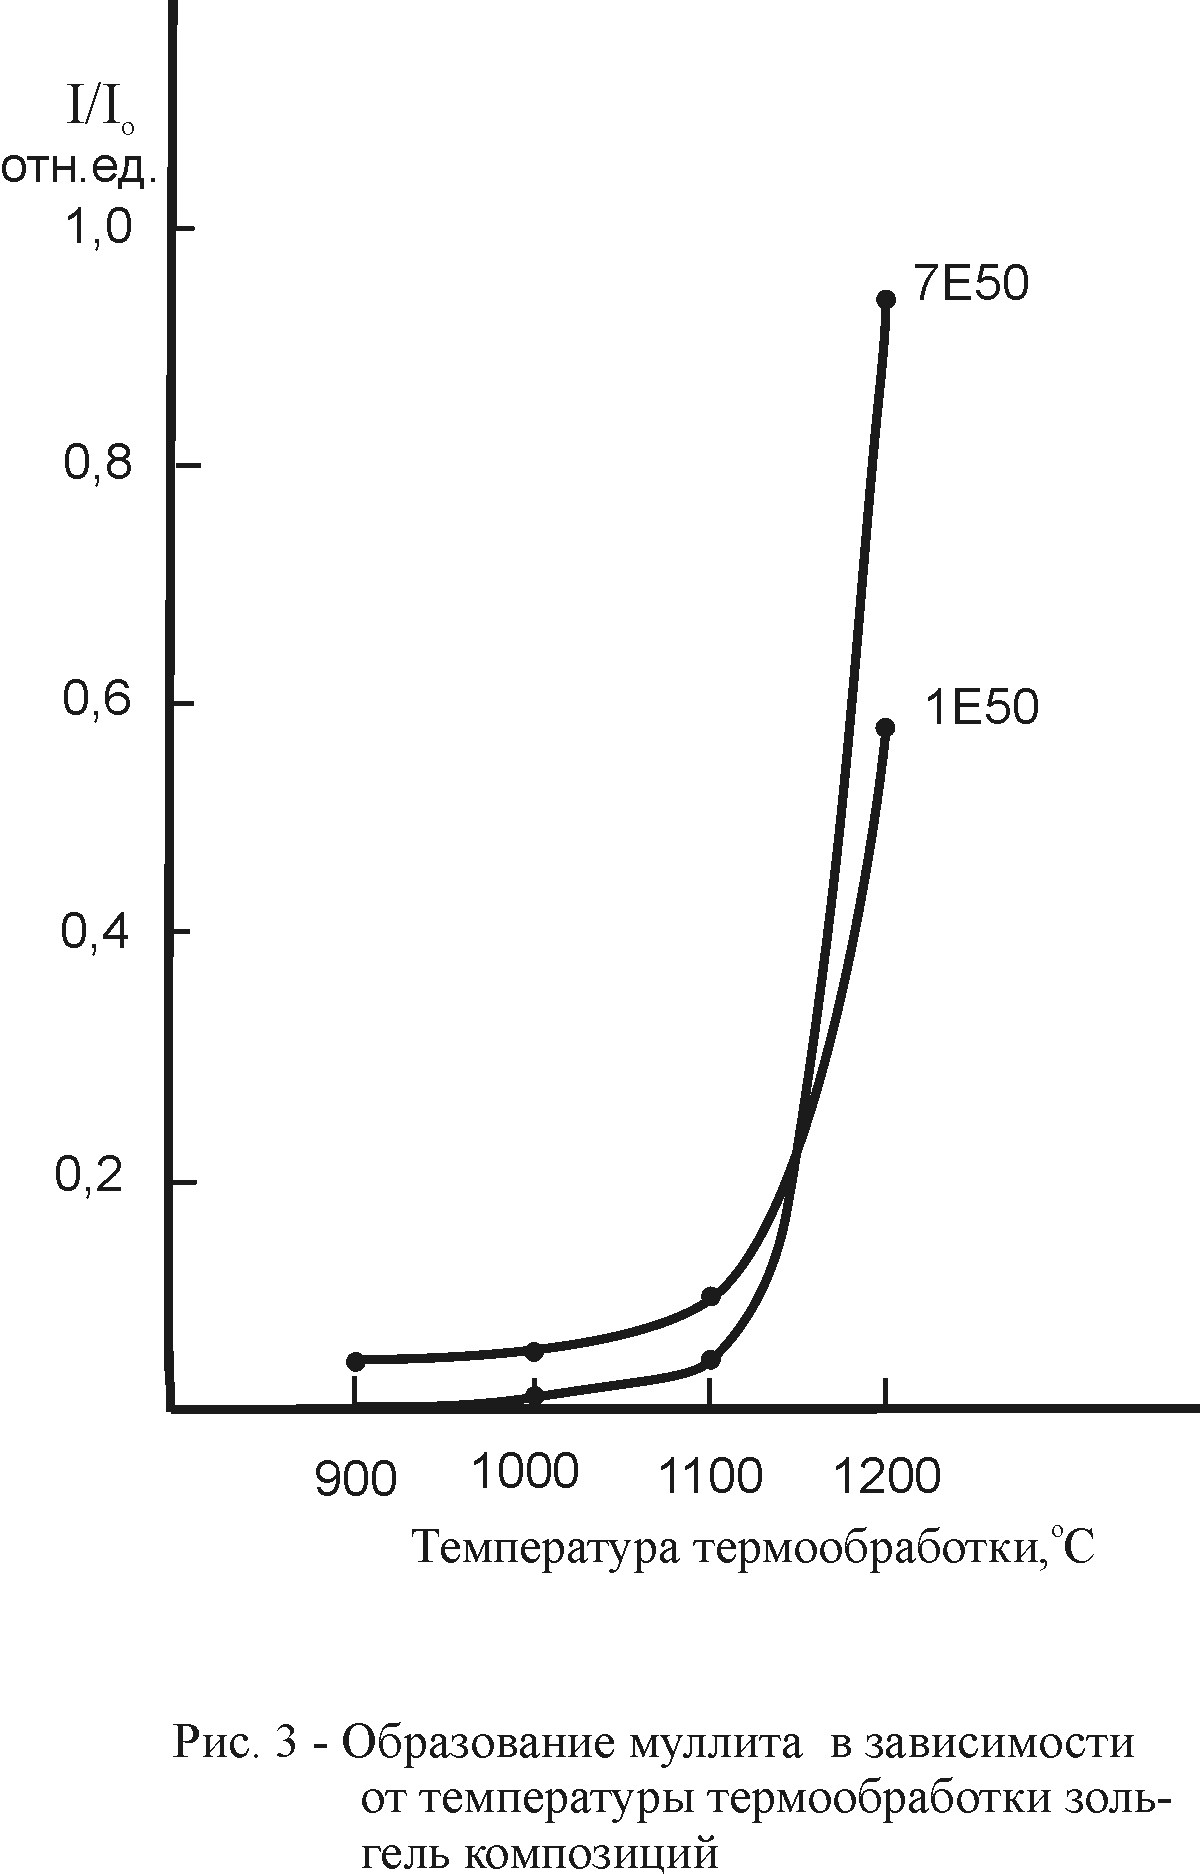 I/Iₒ
отн.ед.
1,0
7E50
0,8
0,6
1E50
0,4
0,2
900 1000 1100 1200
Температура термообработки,°С
Рис. 3 - Образование муллита в зависимости
от температуры термообработки золь-
гель композиций